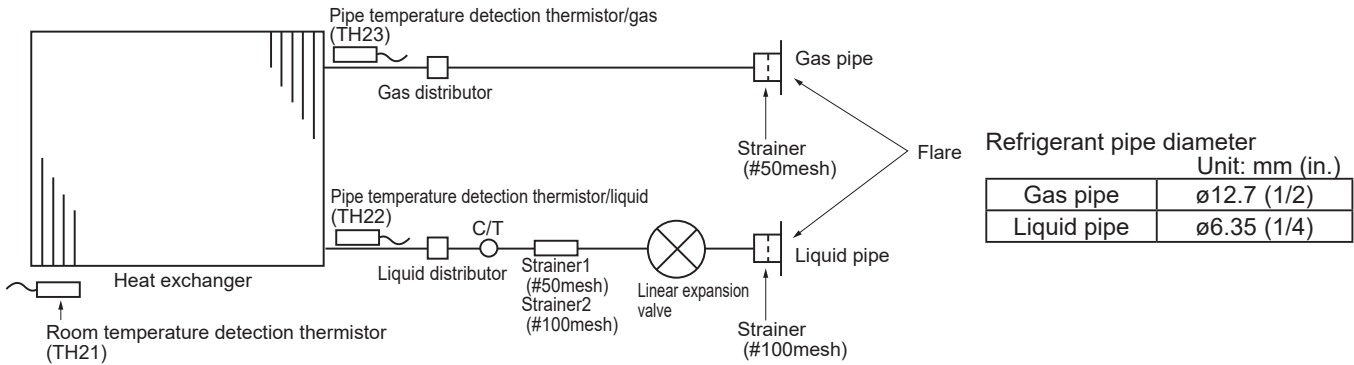 Pipe temperature detection thermistor/gas
(TH23)
Gas distributor
Gas pipe
Strainer
(#50mesh)
Flare
Pipe temperature detection thermistor/liquid
(TH22)
Liquid distributor
C/T
Strainer1
(#50mesh)
Strainer2
(#100mesh)
Linear expansion
valve
Liquid pipe
Strainer
(#100mesh)
Heat exchanger
Room temperature detection thermistor
(TH21)
Refrigerant pipe diameter
Unit: mm (in.)
Gas pipe ø12.7 (1/2)
Liquid pipe ø6.35 (1/4)